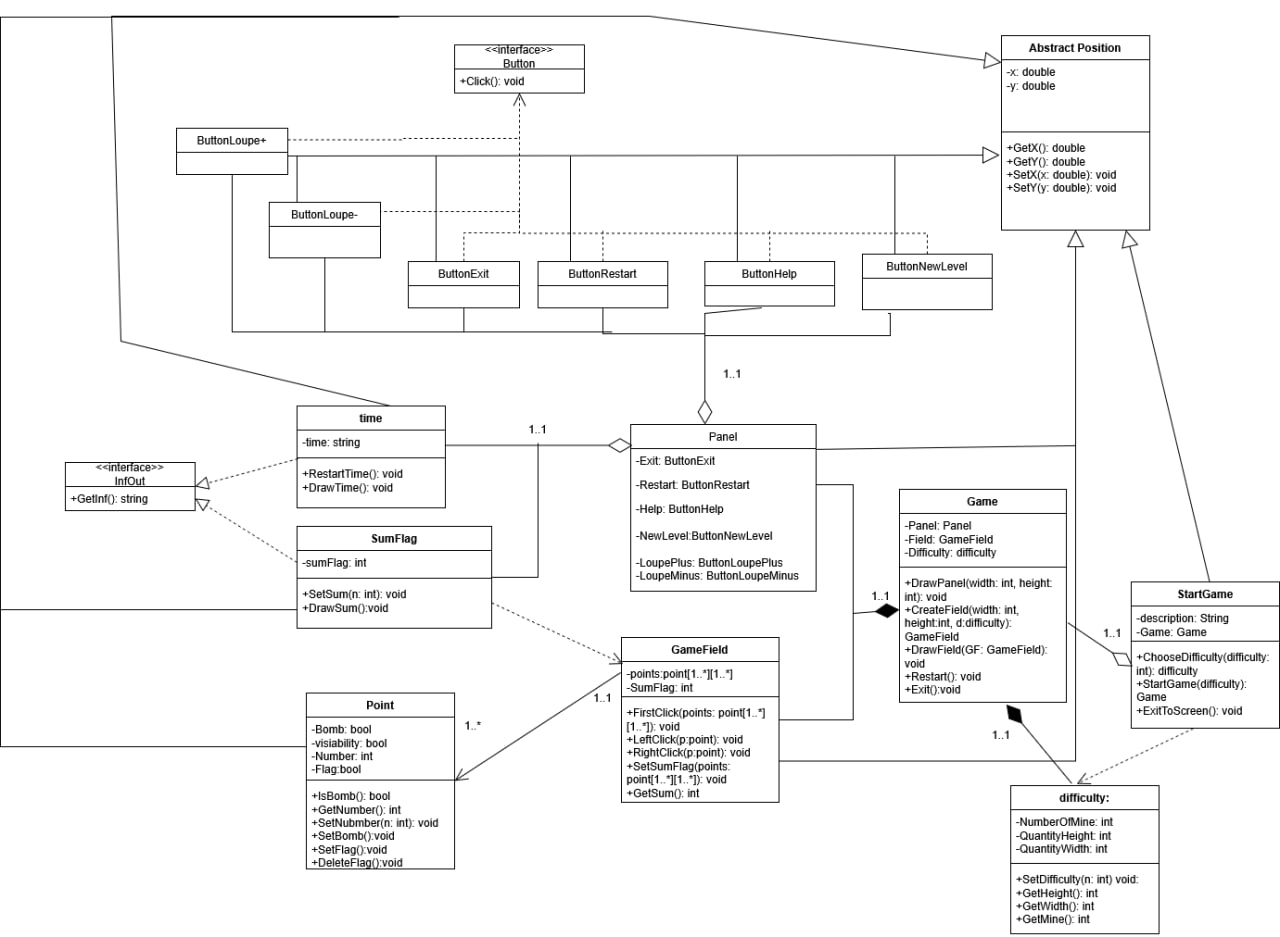 <<interface>>
Button
+Click(): void
Abstract Position
-x: double
-y: double
+GetX(): double
+GetY(): double
+SetX(x: double): void
+SetY(y: double): void
ButtonLoupe+
ButtonLoupe-
ButtonExit
ButtonRestart
ButtonHelp
ButtonNewLevel
1..1
time
-time: string
+RestartTime(): void
+DrawTime(): void
1..1
<<interface>>
InfOut
+GetInf(): string
SumFlag
-sumFlag: int
+SetSum(n: int): void
+DrawSum():void
Panel
-Exit: ButtonExit
-Restart: ButtonRestart
-Help: ButtonHelp
-NewLevel:ButtonNewLevel
-LoupePlus: ButtonLoupePlus
-LoupeMinus: ButtonLoupeMinus
1..1
Game
-Panel: Panel
-Field: GameField
-Difficulty: difficulty
+DrawPanel(width: int, height:
int): void
+CreateField(width: int,
height:int, d:difficulty):
GameField
+DrawField(GF: GameField):
void
+Restart(): void
+Exit():void
1..1
StartGame
-description: String
-Game: Game
+ChooseDifficulty(difficulty:
int): difficulty
+StartGame(difficulty):
Game
+ExitToScreen(): void
GameField
-points:point[1..*][1..*]
-SumFlag: int
+FirstClick(points: point[1..*]
[1..*]): void
+LeftClick(p:point): void
+RightClick(p:point): void
+SetSumFlag(points:
point[1..*][1..*]): void
+GetSum(): int
1..1
1..*
Point
-Bomb: bool
-visiability: bool
-Number: int
-Flag:bool
+IsBomb(): bool
+GetNumber(): int
+SetNubmber(n: int): void
+SetBomb():void
+SetFlag():void
+DeleteFlag():void
1..1
difficulty:
-NumberOfMine: int
-QuantityHeight: int
-QuantityWidth: int
+SetDifficulty(n: int) void:
+GetHeight(): int
+GetWidth(): int
+GetMine(): int